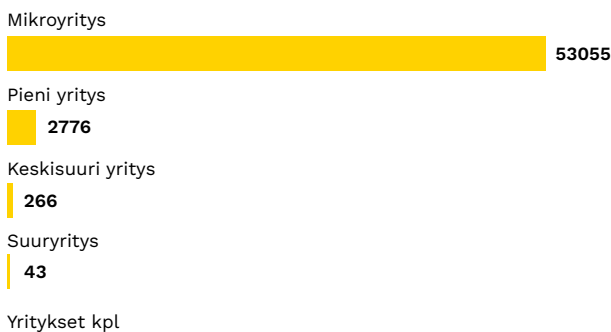 Mikroyritys
53055
Pieni yritys
2776
Keskisuuri yritys
266
Suuryritys
43
Yritykset kpl